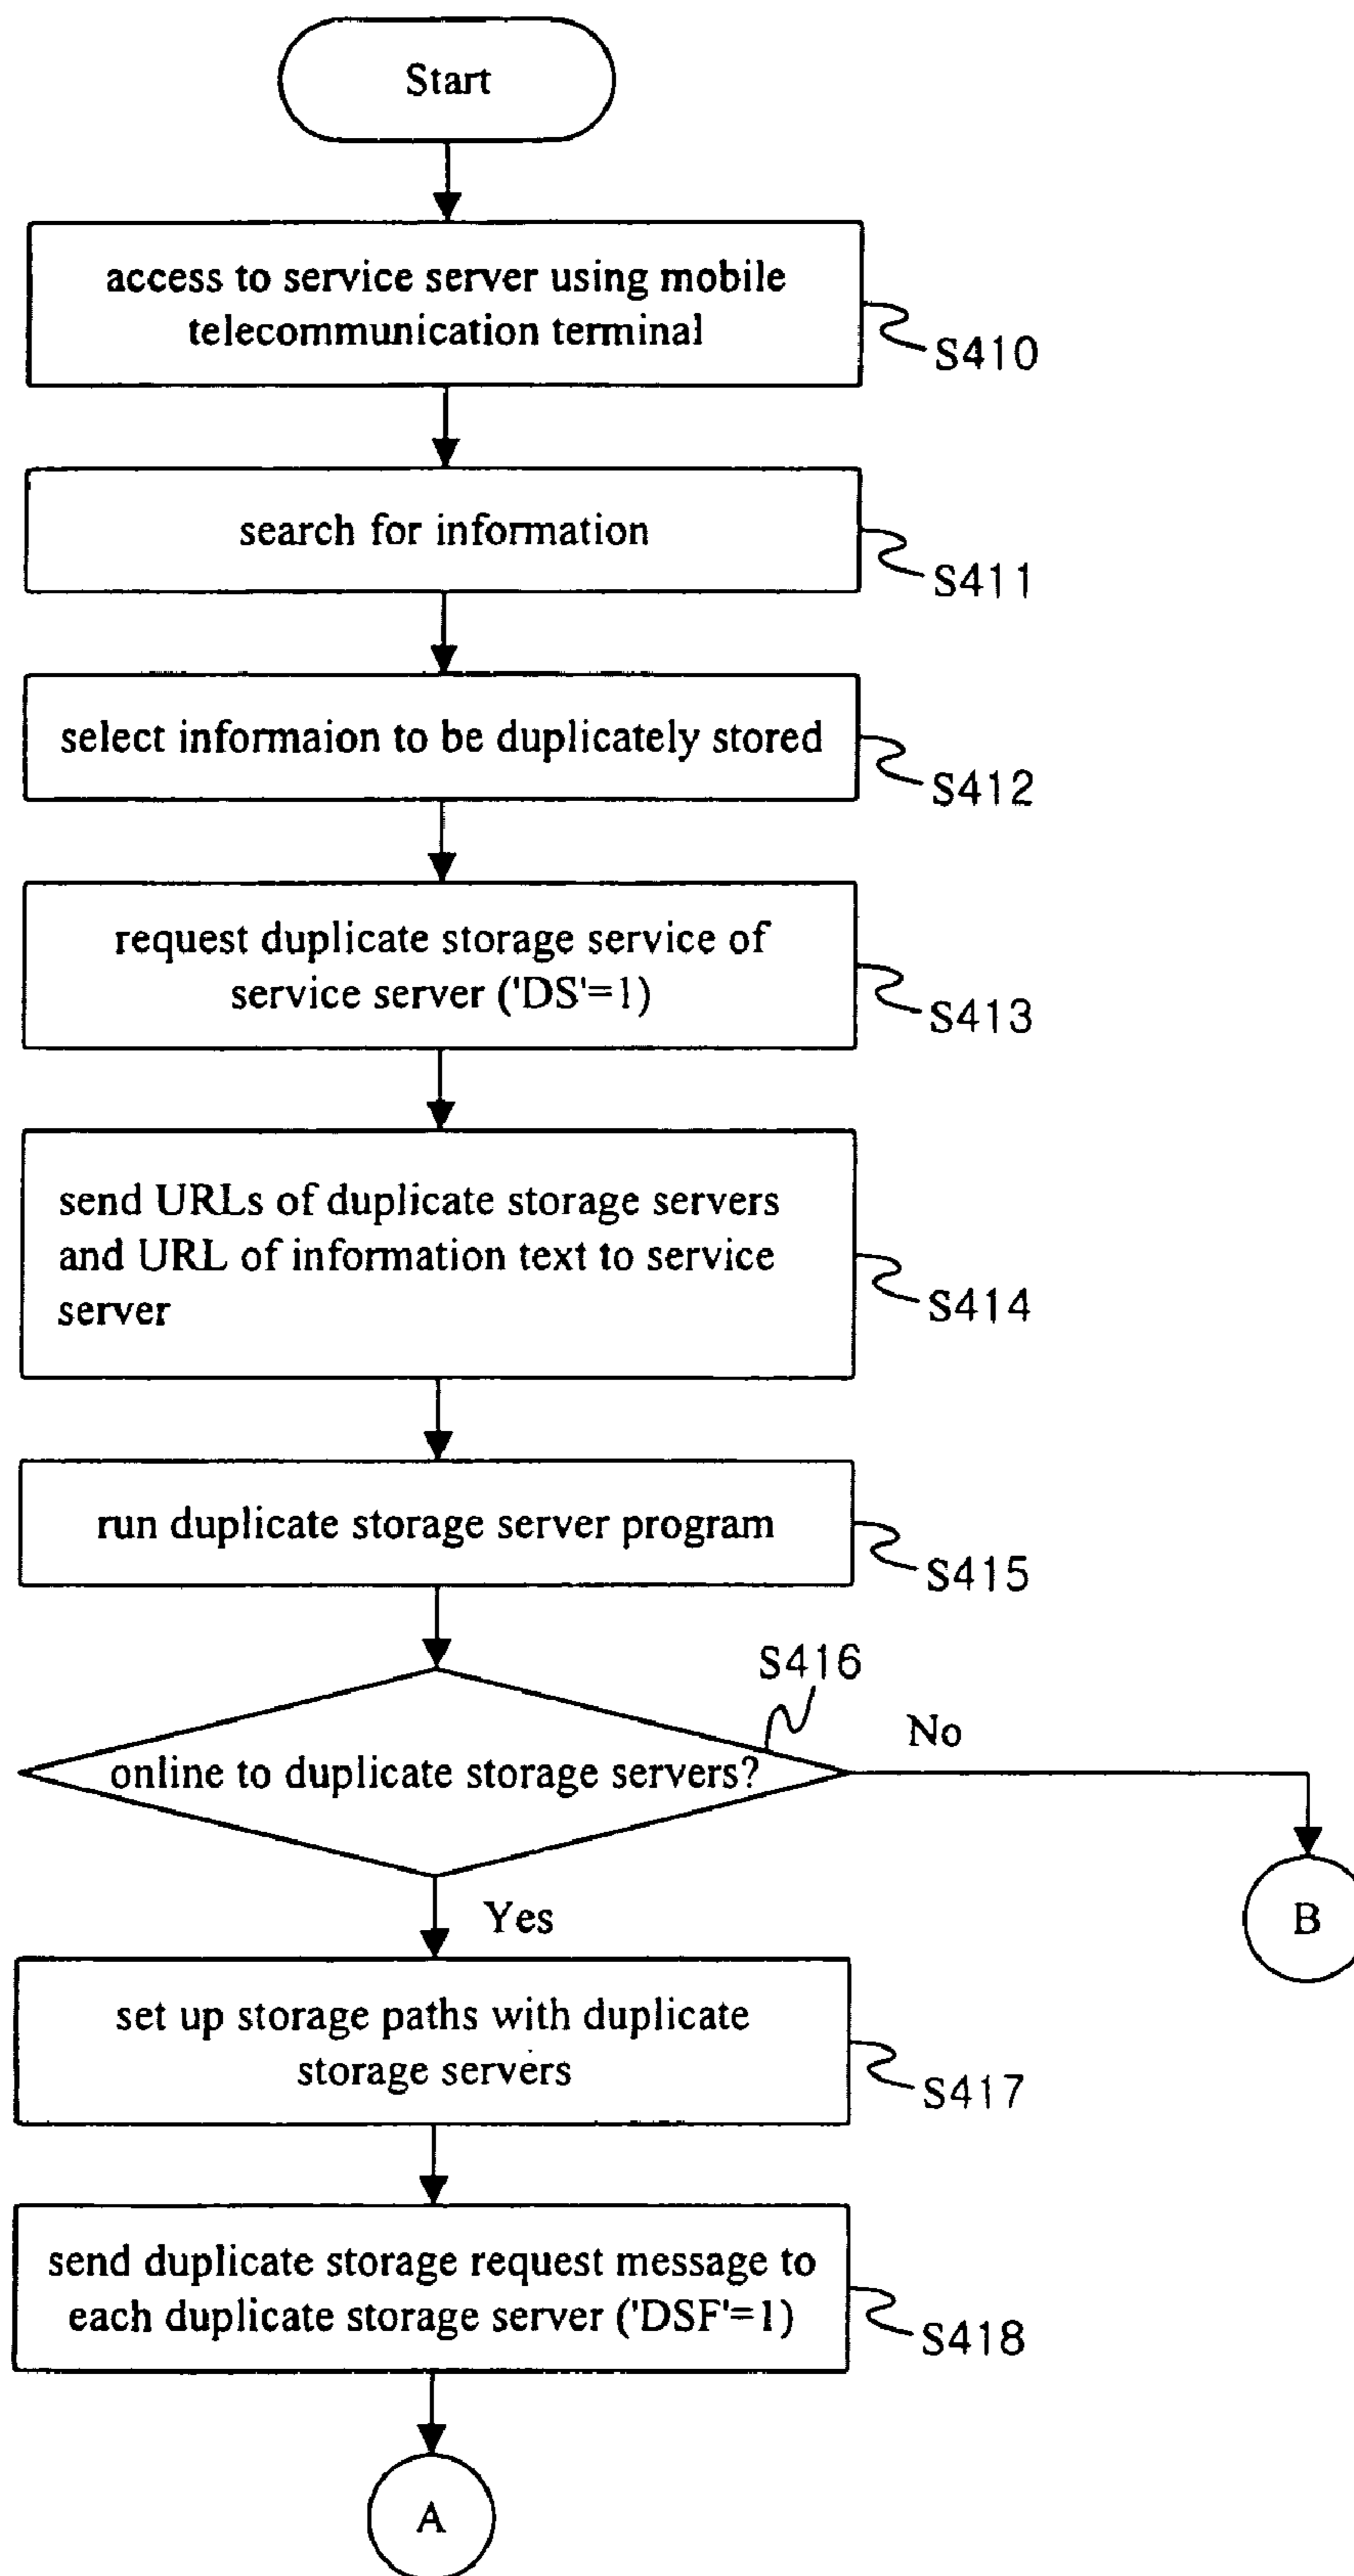 Start
access to service server using mobile
telecommunication terminal
S410
search for information
S411
select informaion to be duplicately stored
S412
request duplicate storage service of
service server ('DS'=1)
S413
send URLs of duplicate storage servers
and URL of information text to service
server
S414
run duplicate storage server program
S415
S416
online to duplicate storage servers?
No
B
Yes
set up storage paths with duplicate
storage servers
S417
send duplicate storage request message to
each duplicate storage server ('DSF'=1)
S418
A